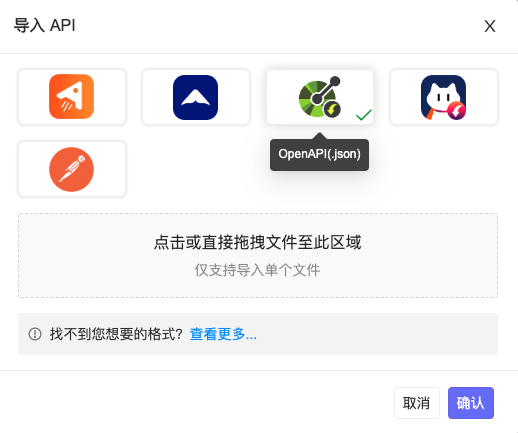 导入 API
OpenAPI(.json)
点击或直接拖拽文件至此区域
仅支持导入单个文件
找不到您想要的格式? 查看更多...
取消 确认